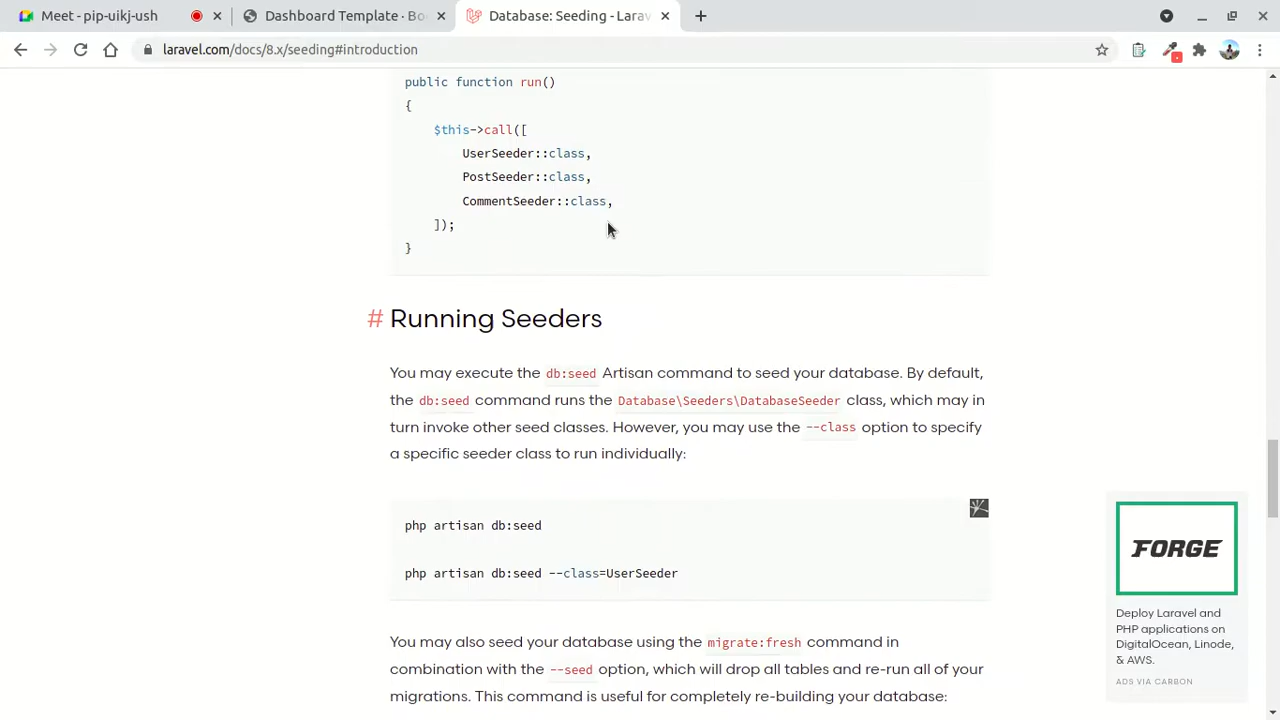 Meet - pip-uikj-ush
Dashboard Template · Bo
Database: Seeding - Larav
laravel.com/docs/8.x/seeding#introduction
public function run()
{
$this->call([
UserSeeder::class,
PostSeeder::class,
CommentSeeder::class,
]);
}
# Running Seeders
You may execute the db:seed Artisan command to seed your database. By default,
the db:seed command runs the Database\Seeders\DatabaseSeeder class, which may in
turn invoke other seed classes. However, you may use the --class option to specify
a specific seeder class to run individually:
php artisan db:seed
php artisan db:seed --class=UserSeeder
You may also seed your database using the migrate:fresh command in
combination with the --seed option, which will drop all tables and re-run all of your
migrations. This command is useful for completely re-building your database:
FORGE
Deploy Laravel and
PHP applications on
DigitalOcean, Linode,
& AWS.
ADS VIA CARBON